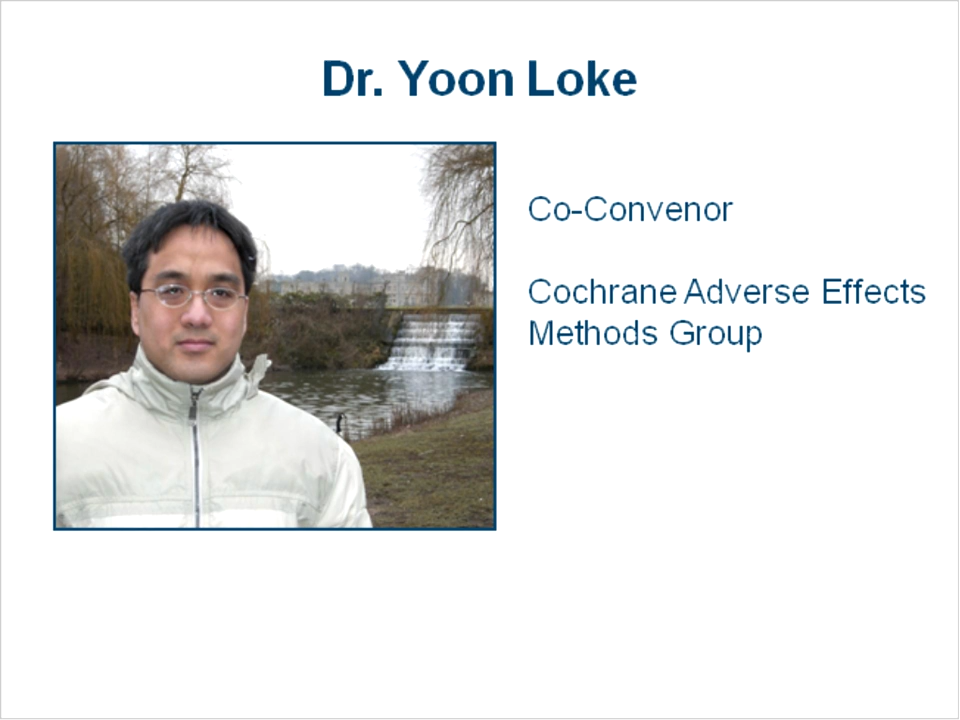 Dr. Yoon Loke
Co-Convenor
Cochrane Adverse Effects
Methods Group